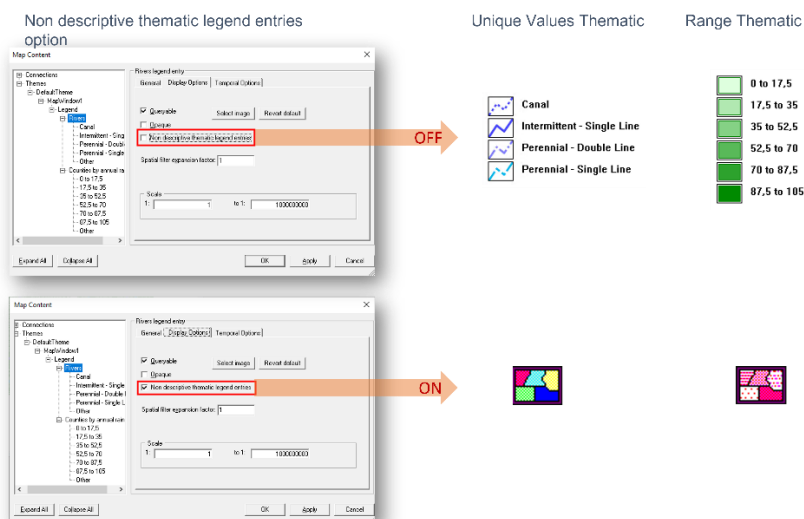 Non descriptive thematic legend entries
option
Unique Values Thematic
Range Thematic
Map Content
×
Connections
Themes
DefaultTheme
MapWindow1
Legend
Rivers
Canal
Intermittent - Sing
Perennial - Doubl
Perennial - Single
Other
Counties by annual ra
0 to 17,5
17,5 to 35
35 to 52,5
52,5 to 70
70 to 87,5
87,5 to 105
Other
Rivers legend entry
General Display Options Temporal Options
Queryable
Select image
Revert default
Opaque
Non descriptive thematic legend entries
Spatial filter expansion factor: 1
Scale
1: 1 to 1: 1000000000
Expand All Collapse All OK Apply Cancel
OFF
Canal
Intermittent - Single Line
Perennial - Double Line
Perennial - Single Line
0 to 17,5
17,5 to 35
35 to 52,5
52,5 to 70
70 to 87,5
87,5 to 105
Map Content
×
Connections
Themes
DefaultTheme
MapWindow1
Legend
Rivers
Canal
Intermittent - Single
Perennial - Double l
Perennial - Single L
Other
Counties by annual rain
0 to 17,5
17,5 to 35
35 to 52,5
52,5 to 70
70 to 87,5
87,5 to 105
Other
Rivers legend entry
General Display Options Temporal Options
Queryable
Select image
Revert default
Opaque
Non descriptive thematic legend entries
Spatial filter expansion factor: 1
Scale
1: 1 to 1: 1000000000
Expand All Collapse All OK Apply Cancel
ON